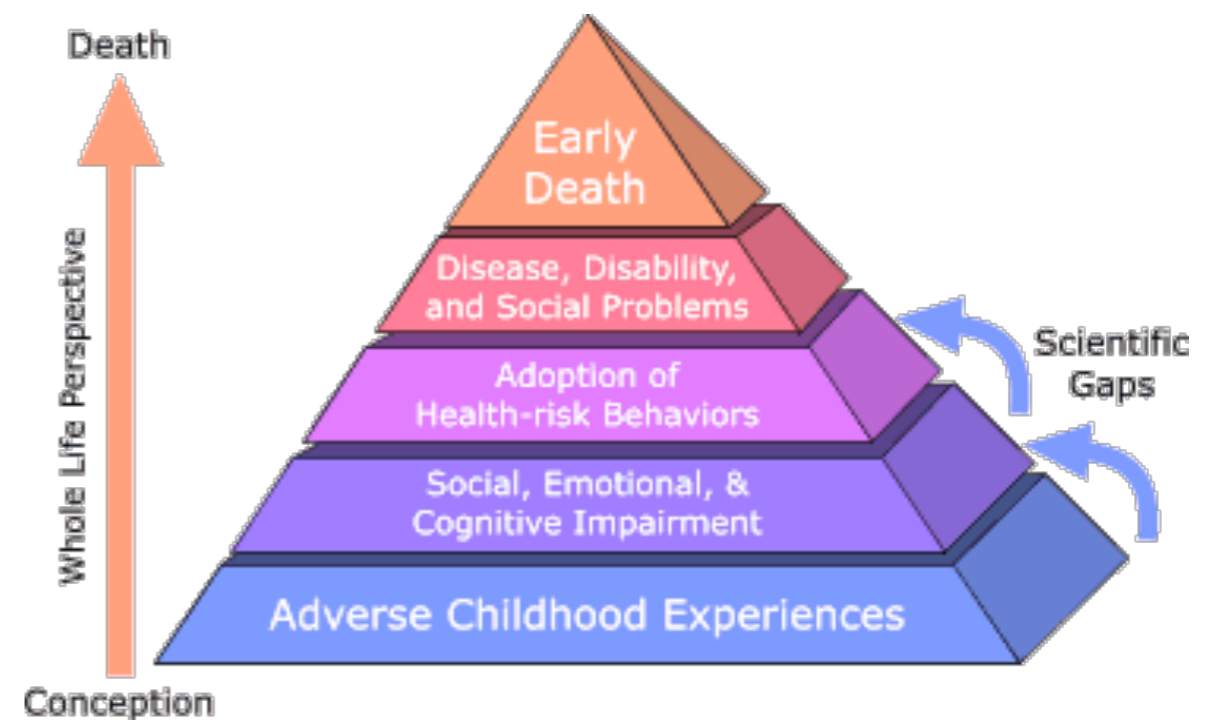 Death
Whole Life Perspective
Conception
Early
Death
Disease, Disability,
and Social Problems
Adoption of
Health-risk Behaviors
Social, Emotional, &
Cognitive Impairment
Adverse Childhood Experiences
Scientific
Gaps